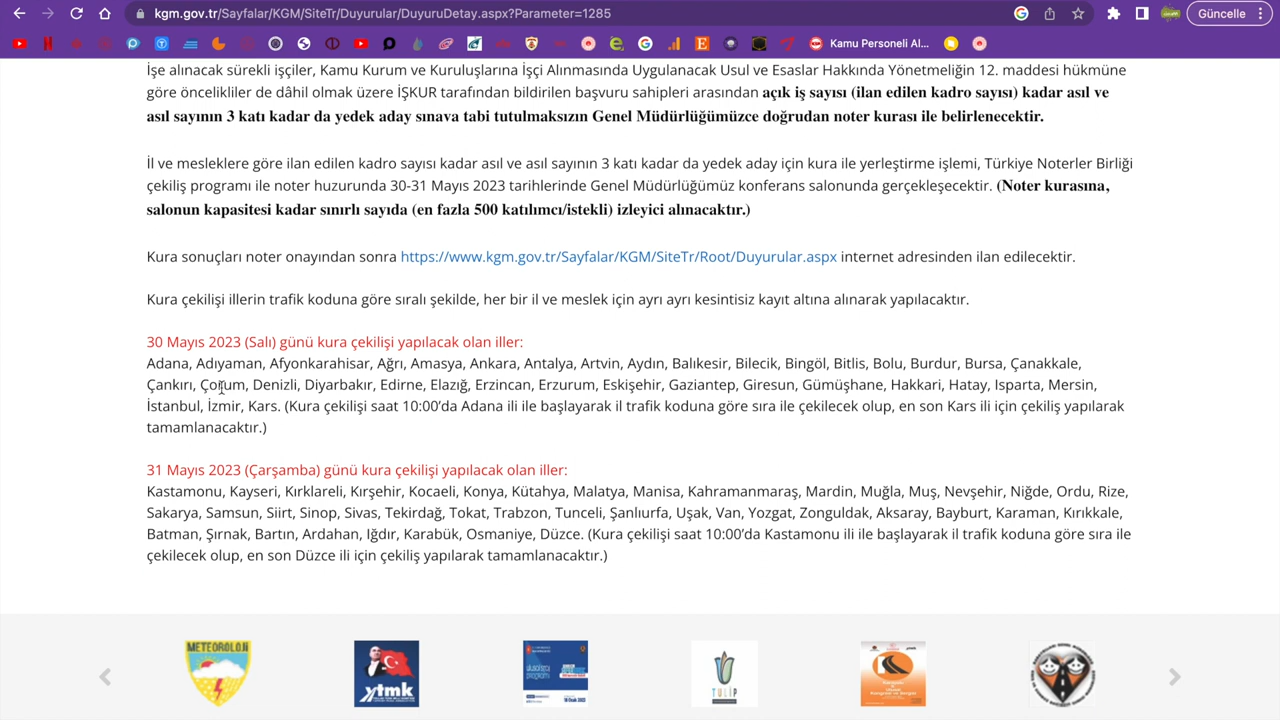 kgm.gov.tr/Sayfalar/KGM/SiteTr/Duyurular/DuyuruDetay.aspx?Parameter=1285
Güncelle
Kamu Personeli Al...
İşe alınacak sürekli işçiler, Kamu Kurum ve Kuruluşlarına İşçi Alınmasında Uygulanacak Usul ve Esaslar Hakkında Yönetmeliğin 12. maddesi hükmüne
göre öncelikliler de dâhil olmak üzere İŞKUR tarafından bildirilen başvuru sahipleri arasından açık iş sayısı (ilan edilen kadro sayısı) kadar asıl ve
asıl sayının 3 katı kadar da yedek aday sınava tabi tutulmaksızın Genel Müdürlüğümüzce doğrudan noter kurası ile belirlenecektir.
İl ve mesleklere göre ilan edilen kadro sayısı kadar asıl ve asıl sayının 3 katı kadar da yedek aday için kura ile yerleştirme işlemi, Türkiye Noterler Birliği
çekiliş programı ile noter huzurunda 30-31 Mayıs 2023 tarihlerinde Genel Müdürlüğümüz konferans salonunda gerçekleşecektir. (Noter kurasına,
salonun kapasitesi kadar sınırlı sayıda (en fazla 500 katılımcı/istekli) izleyici alınacaktır.)
Kura sonuçları noter onayından sonra https://www.kgm.gov.tr/Sayfalar/KGM/SiteTr/Root/Duyurular.aspx internet adresinden ilan edilecektir.
Kura çekilişi illerin trafik koduna göre sıralı şekilde, her bir il ve meslek için ayrı ayrı kesintisiz kayıt altına alınarak yapılacaktır.
30 Mayıs 2023 (Salı) günü kura çekilişi yapılacak olan iller:
Adana, Adıyaman, Afyonkarahisar, Ağrı, Amasya, Ankara, Antalya, Artvin, Aydın, Balıkesir, Bilecik, Bingöl, Bitlis, Bolu, Burdur, Bursa, Çanakkale,
Çankırı, Çorum, Denizli, Diyarbakır, Edirne, Elazığ, Erzincan, Erzurum, Eskişehir, Gaziantep, Giresun, Gümüşhane, Hakkari, Hatay, Isparta, Mersin,
İstanbul, İzmir, Kars. (Kura çekilişi saat 10:00’da Adana ili ile başlayarak il trafik koduna göre sıra ile çekilecek olup, en son Kars ili için çekiliş yapılarak
tamamlanacaktır.)
31 Mayıs 2023 (Çarşamba) günü kura çekilişi yapılacak olan iller:
Kastamonu, Kayseri, Kırklareli, Kırşehir, Kocaeli, Konya, Kütahya, Malatya, Manisa, Kahramanmaraş, Mardin, Muğla, Muş, Nevşehir, Niğde, Ordu, Rize,
Sakarya, Samsun, Siirt, Sinop, Sivas, Tekirdağ, Tokat, Trabzon, Tunceli, Şanlıurfa, Uşak, Van, Yozgat, Zonguldak, Aksaray, Bayburt, Karaman, Kırıkkale,
Batman, Şırnak, Bartın, Ardahan, Iğdır, Karabük, Osmaniye, Düzce. (Kura çekilişi saat 10:00’da Kastamonu ili ile başlayarak il trafik koduna göre sıra ile
çekilecek olup, en son Düzce ili için çekiliş yapılarak tamamlanacaktır.)
METEOROLOJİ
ytmk
TULIP